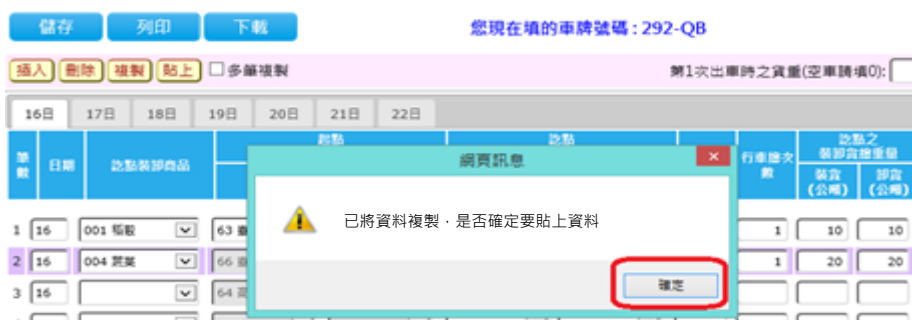 儲存 列印 下載 您現在填的車牌號碼：292-QB
插入 刪除 複製 貼上 多筆複製 第1次出車時之貨重(空車請填0):
16日 17日 18日 19日 20日 21日 22日
起點 訖點 訖點之
裝卸貨總重量
筆數 日期 訖點裝卸商品 行車趟次數 裝貨(公噸) 卸貨(公噸)
網頁訊息
已將資料複製，是否確定要貼上資料
確定
1 16 001 稻穀 63 1 10 10
2 16 004 蔬菜 66 1 20 20
3 16 64